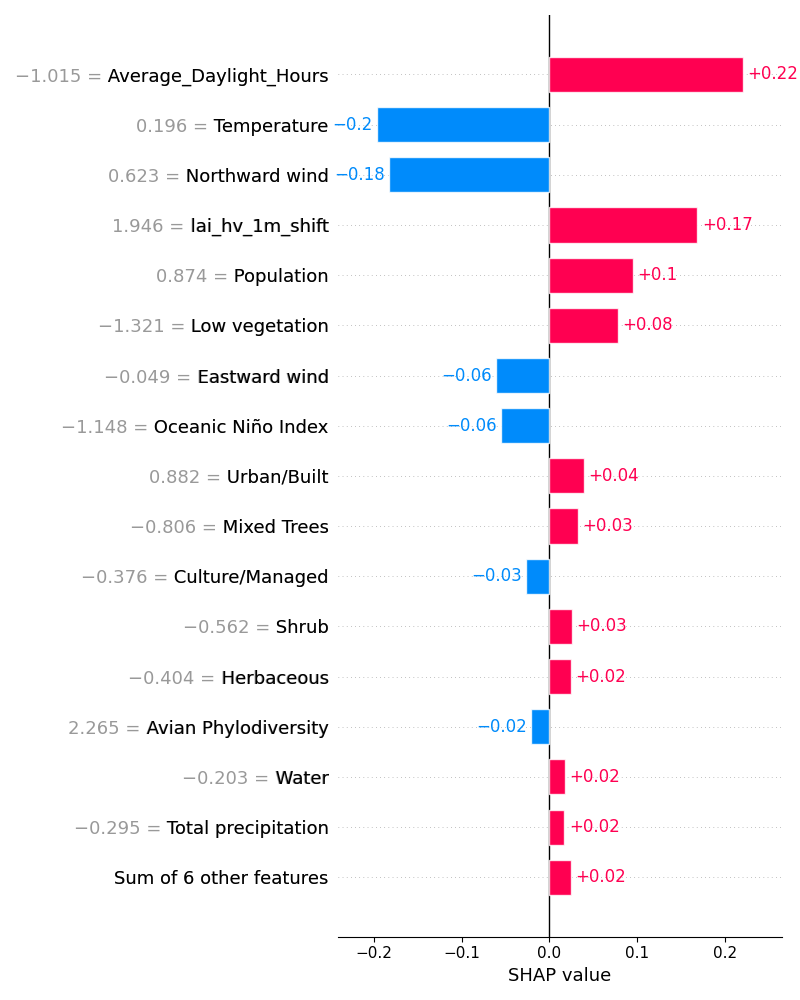 −1.015 = Average_Daylight_Hours +0.22
0.196 = Temperature −0.2
0.623 = Northward wind −0.18
1.946 = lai_hv_1m_shift +0.17
0.874 = Population +0.1
−1.321 = Low vegetation +0.08
−0.049 = Eastward wind −0.06
−1.148 = Oceanic Niño Index −0.06
0.882 = Urban/Built +0.04
−0.806 = Mixed Trees +0.03
−0.376 = Culture/Managed −0.03
−0.562 = Shrub +0.03
−0.404 = Herbaceous +0.02
2.265 = Avian Phylodiversity −0.02
−0.203 = Water +0.02
−0.295 = Total precipitation +0.02
Sum of 6 other features +0.02
−0.2 −0.1 0.0 0.1 0.2
SHAP value